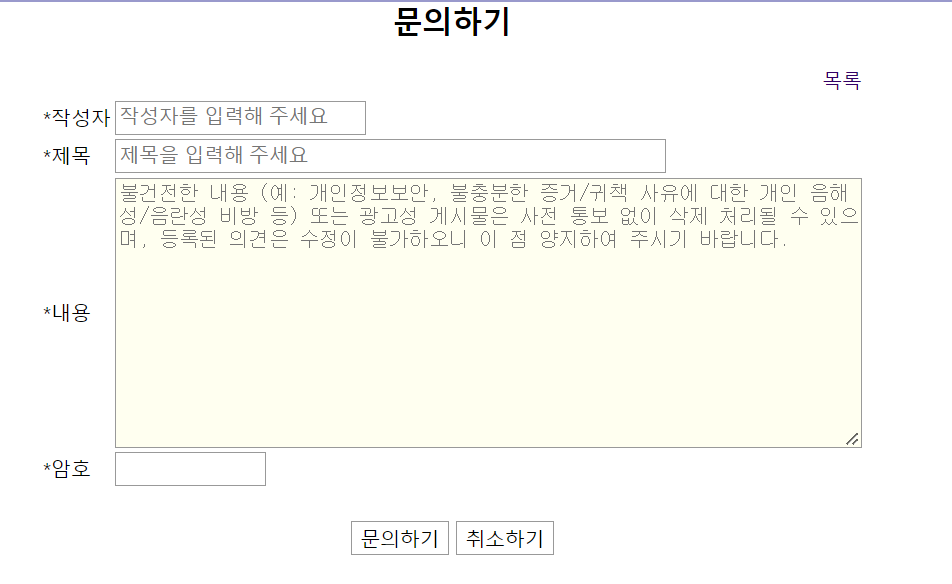 문의하기
목록
*작성자 작성자를 입력해 주세요
*제목 제목을 입력해 주세요
불건전한 내용 (예: 개인정보보안, 불충분한 증거/귀책 사유에 대한 개인 음해
성/음란성 비방 등) 또는 광고성 게시물은 사전 통보 없이 삭제 처리될 수 있으
며, 등록된 의견은 수정이 불가하오니 이 점 양지하여 주시기 바랍니다.
*내용
*암호
문의하기 취소하기